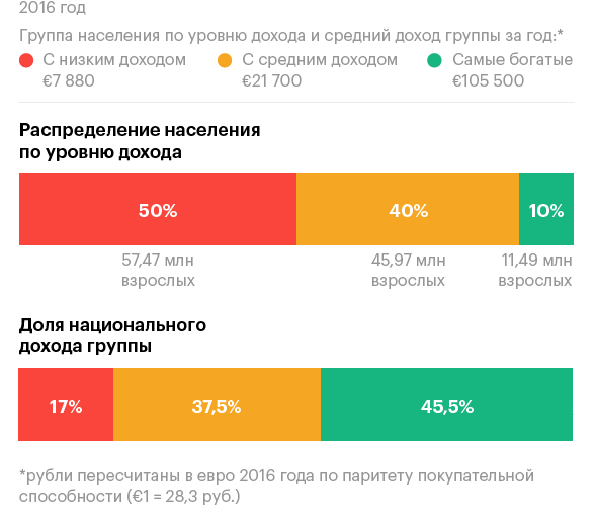 2016 год
Группа населения по уровню дохода и средний доход группы за год:*
С низким доходом
€7 880
С средним доходом
€21 700
Самые богатые
€105 500
Распределение населения
по уровню дохода
50%
40%
10%
57,47 млн
взрослых
45,97 млн
взрослых
11,49 млн
взрослых
Доля национального
дохода группы
17%
37,5%
45,5%
*рубли пересчитаны в евро 2016 года по паритету покупательной
способности (€1 = 28,3 руб.)